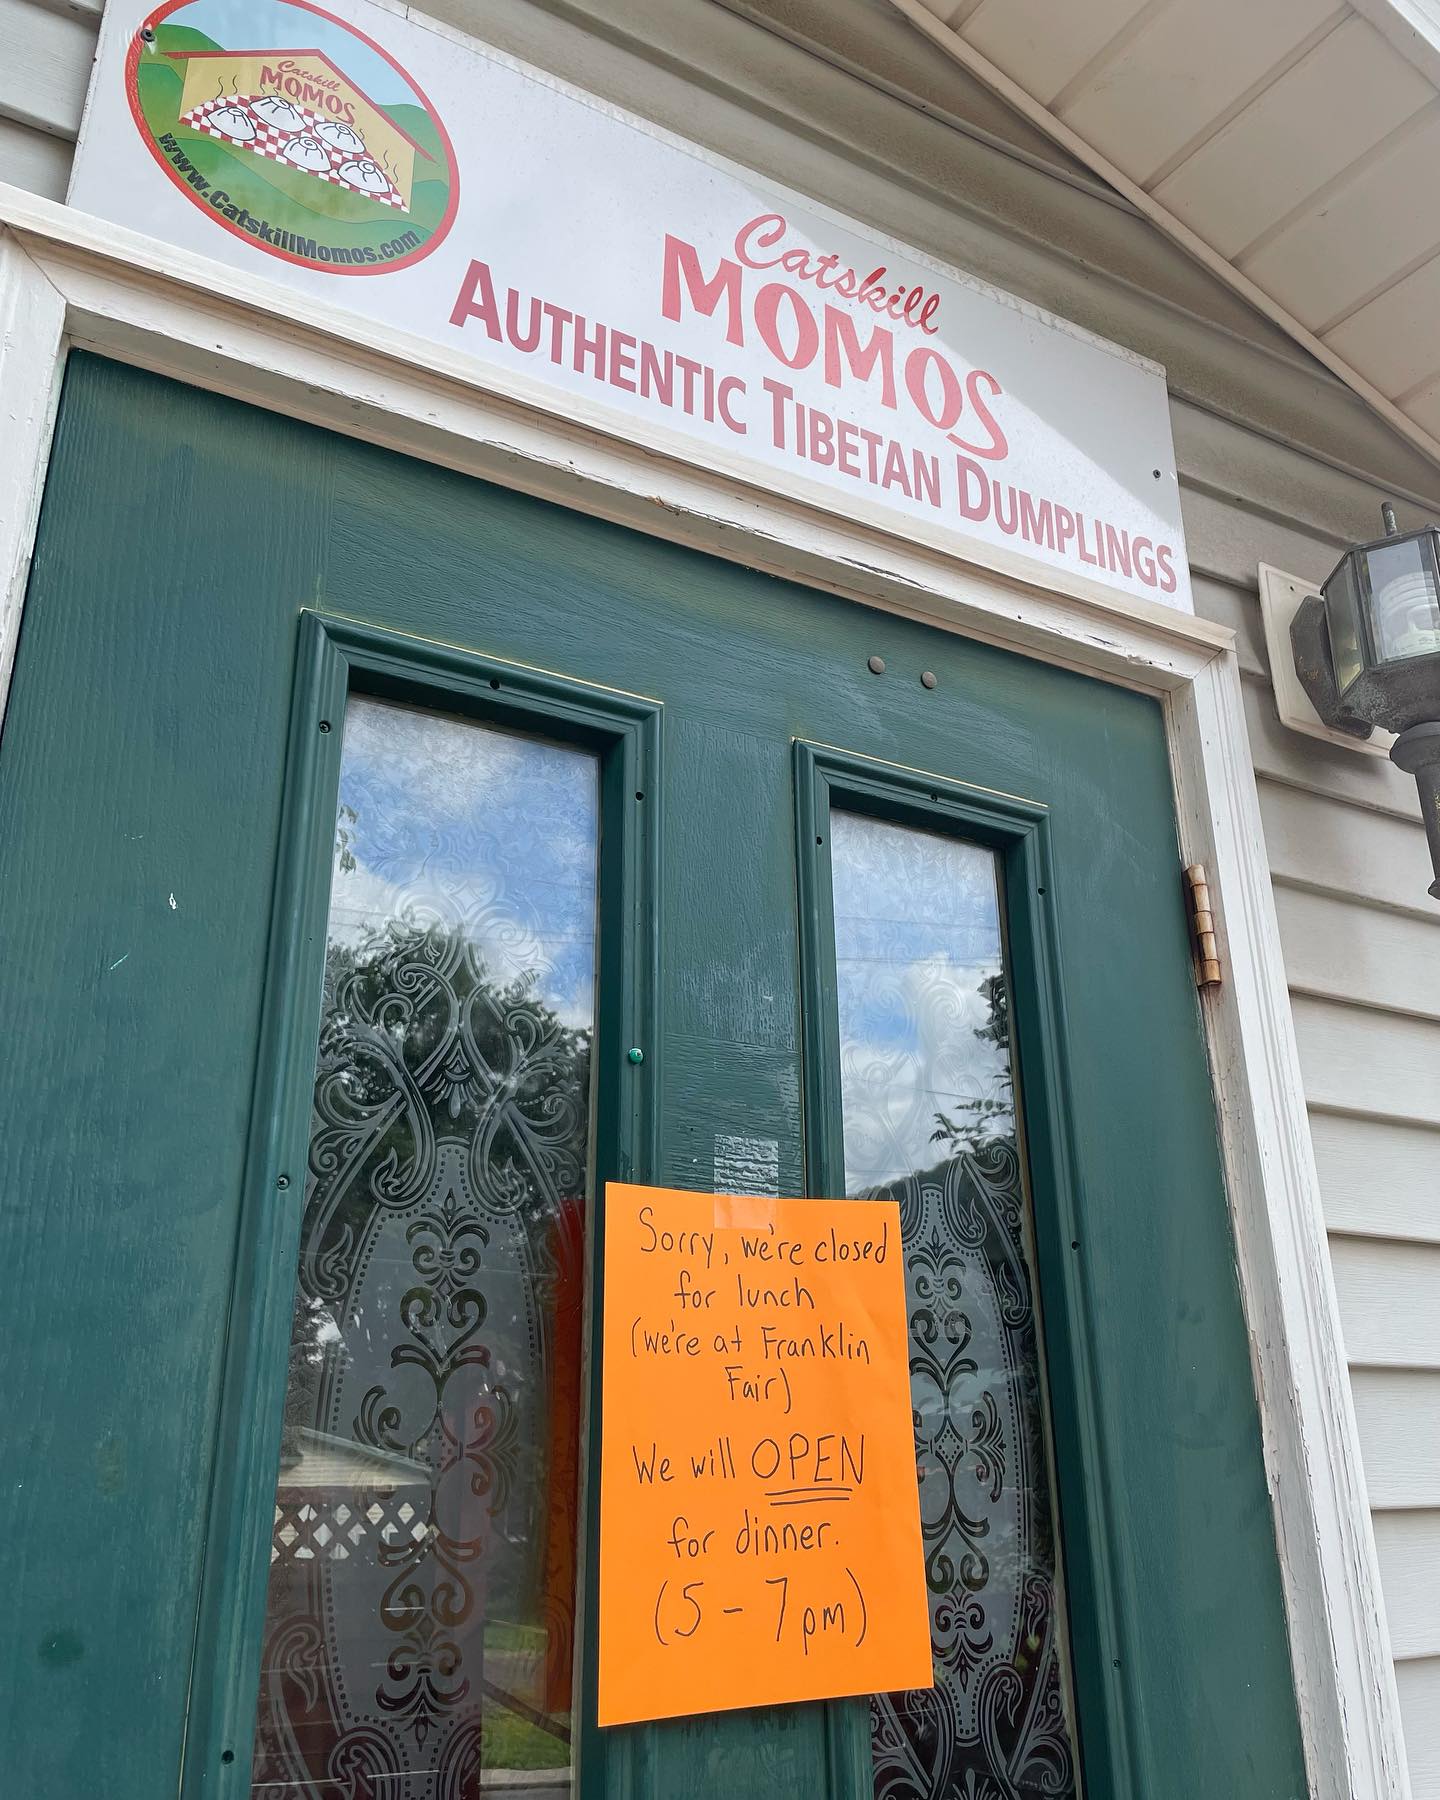 Catskill
MOMOS
www.CatskillMomos.com
Catskill
MOMOS
AUTHENTIC TIBETAN DUMPLINGS
Sorry, we're closed
for lunch
(we're at Franklin
Fair)
We will OPEN
for dinner.
(5 - 7pm)